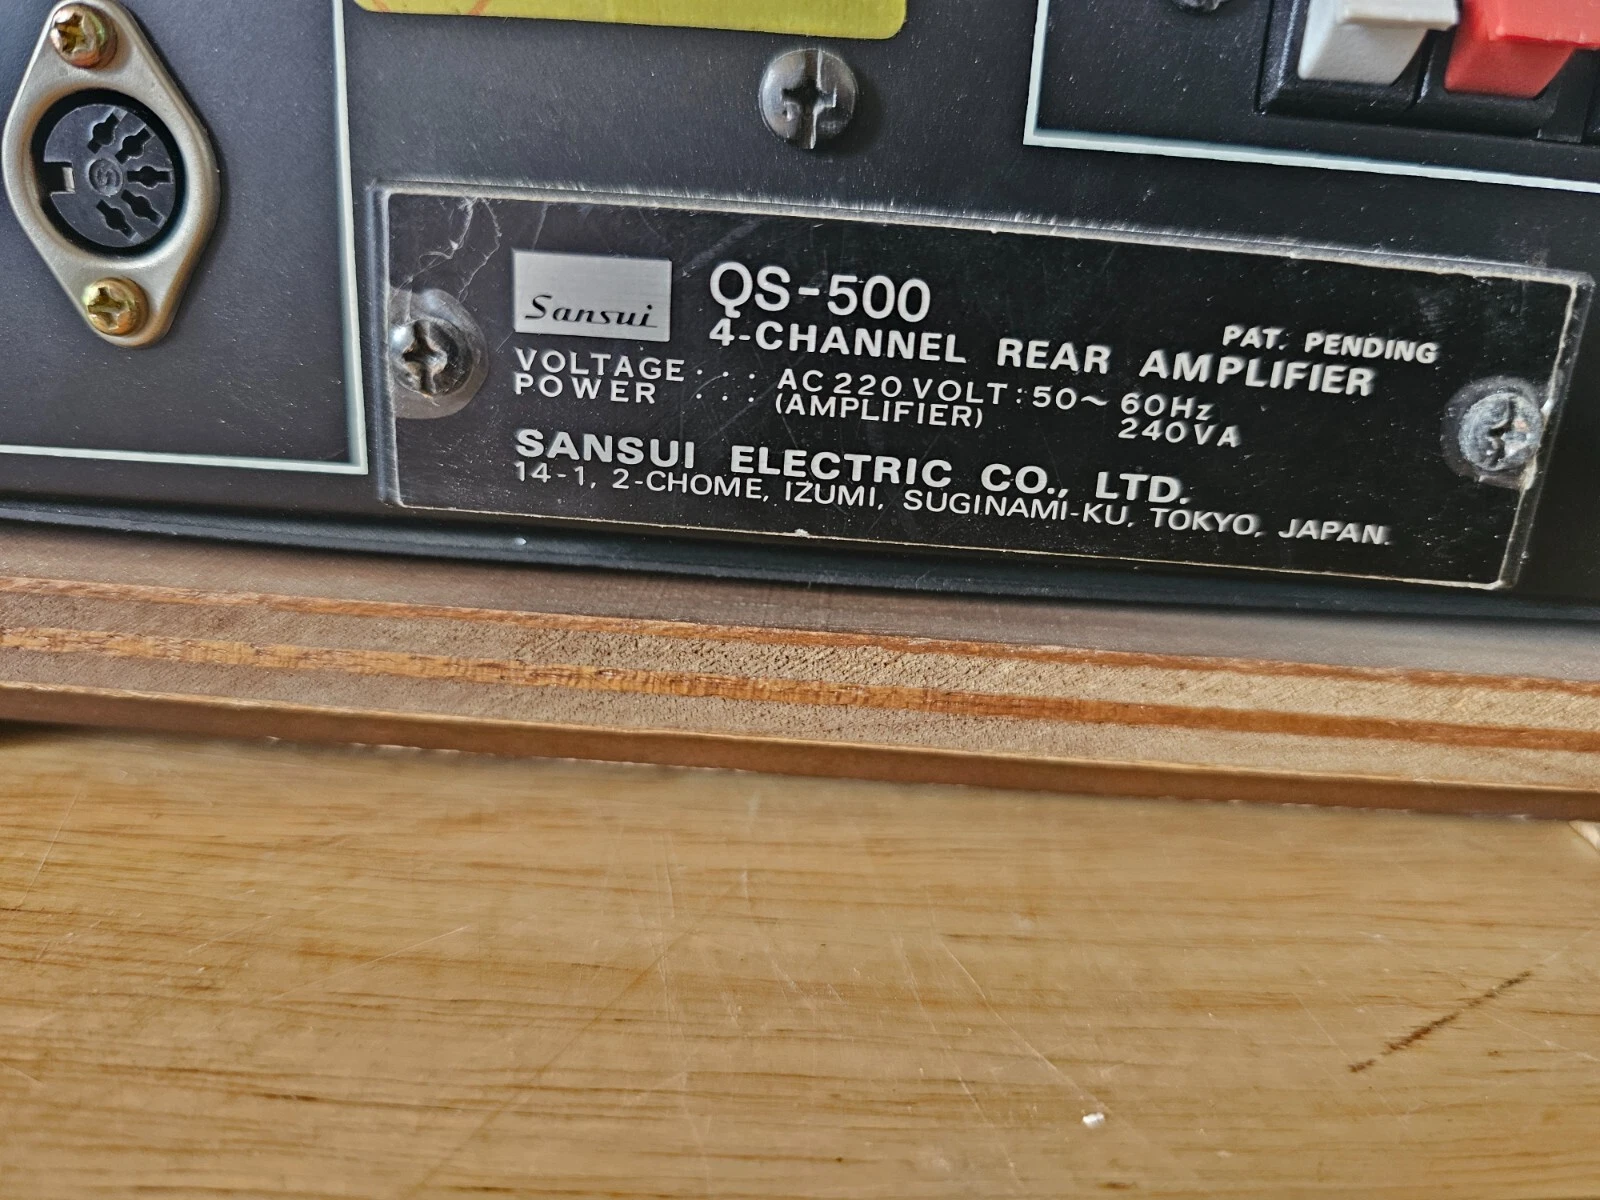 Sansui
QS-500
PAT. PENDING
4-CHANNEL REAR AMPLIFIER
VOLTAGE . . . AC 220 VOLT : 50~ 60Hz
POWER . . . (AMPLIFIER) 240VA
SANSUI ELECTRIC CO., LTD.
14-1, 2-CHOME, IZUMI, SUGINAMI-KU, TOKYO, JAPAN.